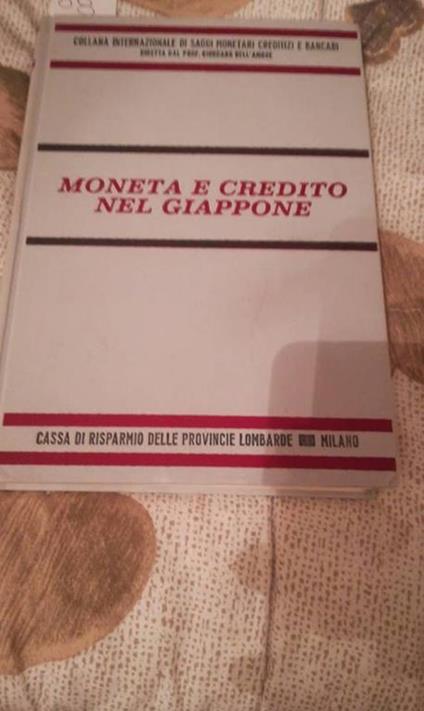 COLLANA INTERNAZIONALE DI SAGGI MONETARI CREDITIZI E BANCARI
DIRETTA DAL PROF. GIORDANO DELL'AMORE
MONETA E CREDITO
NEL GIAPPONE
CASSA DI RISPARMIO DELLE PROVINCIE LOMBARDE MILANO